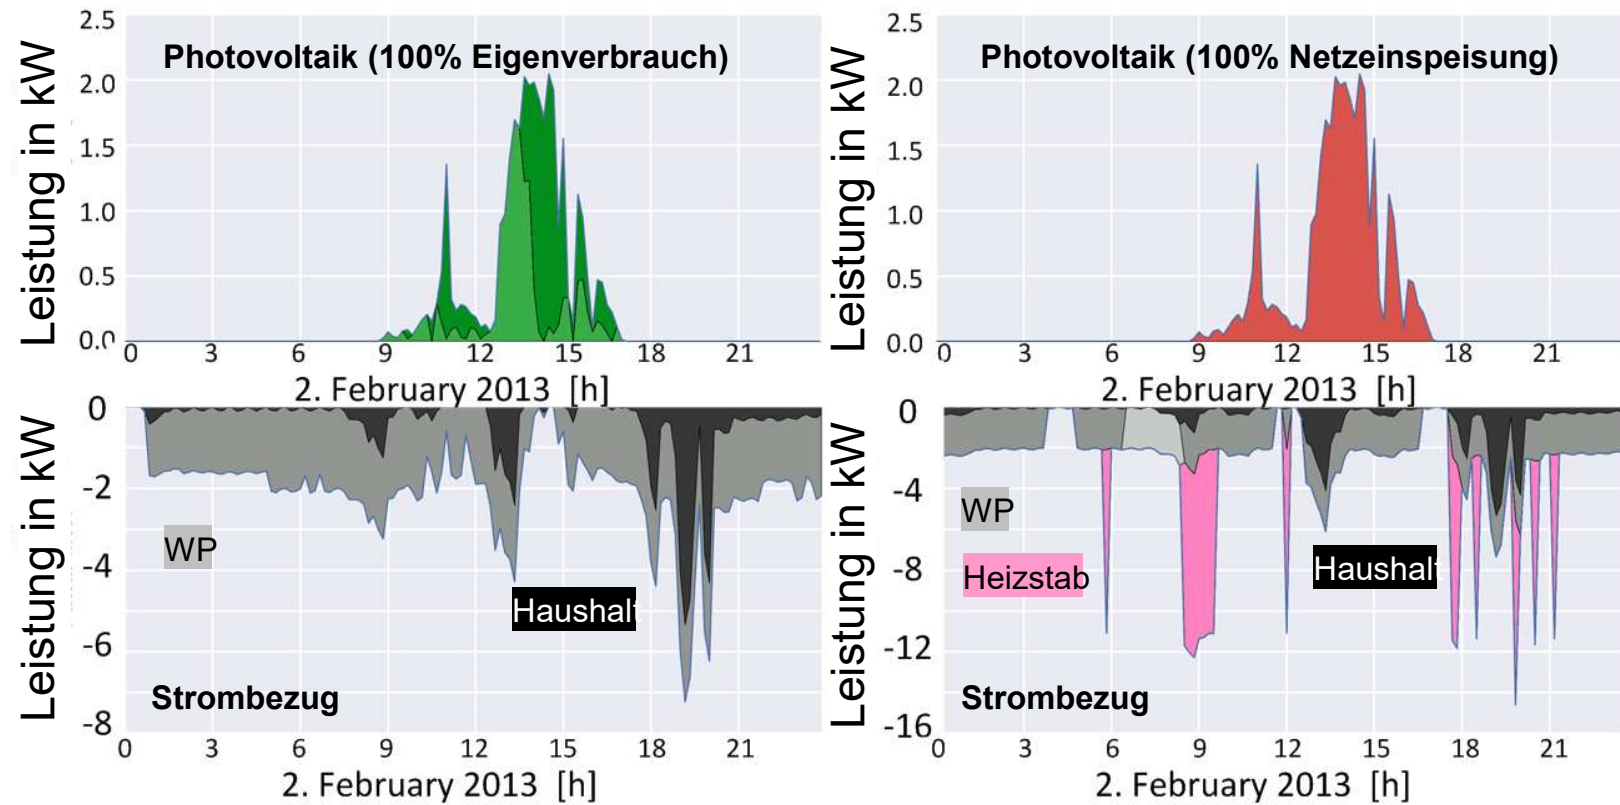 Leistung in kW
2.5
2.0
1.5
1.0
0.5
0.0
Photovoltaik (100% Eigenverbrauch)
0 3 6 9 12 15 18 21
2. February 2013 [h]
Leistung in kW
2.5
2.0
1.5
1.0
0.5
0.0
Photovoltaik (100% Netzeinspeisung)
0 3 6 9 12 15 18 21
2. February 2013 [h]
Leistung in kW
0
-2
-4
-6
-8
WP
Haushalt
Strombezug
0 3 6 9 12 15 18 21
2. February 2013 [h]
Leistung in kW
0
-4
-8
-12
-16
WP
Heizstab
Haushalt
Strombezug
0 3 6 9 12 15 18 21
2. February 2013 [h]